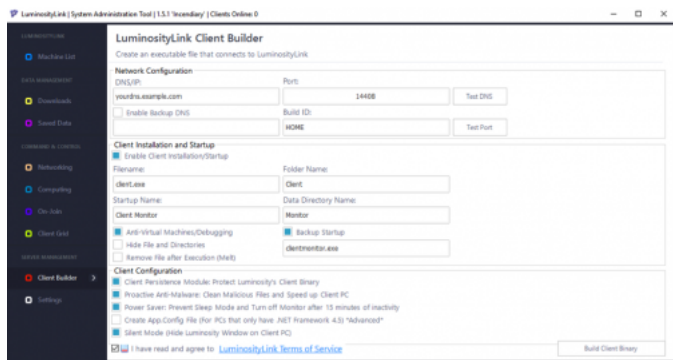 LuminosityLink | System Administration Tool | 1.5.1 'Incendiary' | Clients Online: 0
LUMINOSITYLINK
Machine List
DATA MANAGEMENT
Downloads
Saved Data
COMMAND & CONTROL
Networking
Computing
On-Join
Client Grid
SERVER MANAGEMENT
Client Builder
Settings
LuminosityLink Client Builder
Create an executable file that connects to LuminosityLink
Network Configuration
DNS/IP: Port:
yourdns.example.com 14408 Test DNS
Enable Backup DNS Build ID:
HOME Test Port
Client Installation and Startup
Enable Client Installation/Startup
Filename: Folder Name:
client.exe Client
Startup Name: Data Directory Name:
Client Monitor Monitor
Anti-Virtual Machines/Debugging Backup Startup
Hide File and Directories clientmonitor.exe
Remove File after Execution (Melt)
Client Configuration
Client Persistence Module: Protect Luminosity's Client Binary
Proactive Anti-Malware: Clean Malicious Files and Speed up Client PC
Power Saver: Prevent Sleep Mode and Turn off Monitor after 15 minutes of inactivity
Create App.Config File (For PCs that only have .NET Framework 4.5) *Advanced*
Silent Mode (Hide Luminosity Window on Client PC)
I have read and agree to LuminosityLink Terms of Service Build Client Binary